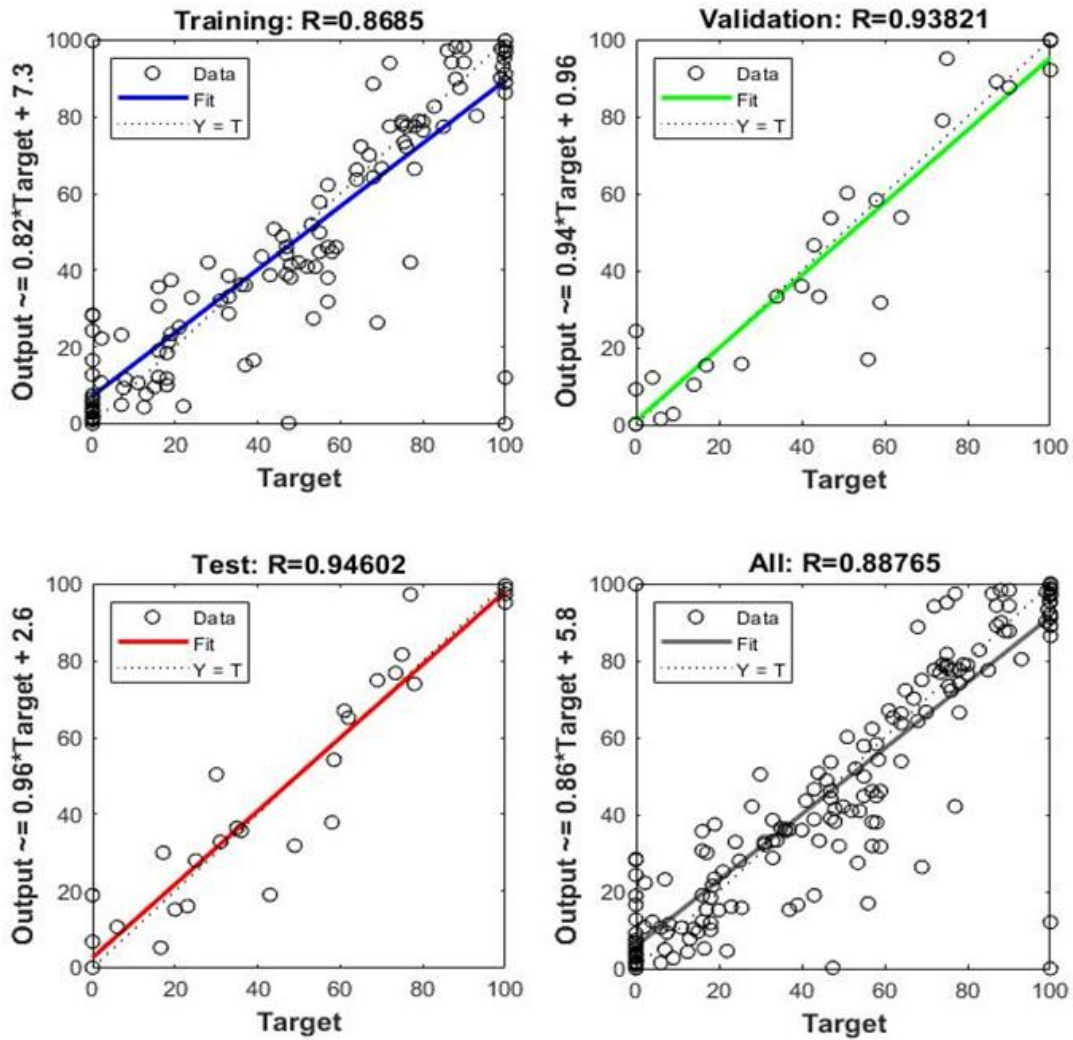 Training: R=0.8685
Output ~= 0.82*Target + 7.3
100
80
60
40
20
0
Data
Fit
Y = T
0 20 40 60 80 100
Target
Validation: R=0.93821
Output ~= 0.94*Target + 0.96
100
80
60
40
20
0
Data
Fit
Y = T
0 20 40 60 80 100
Target
Test: R=0.94602
Output ~= 0.96*Target + 2.6
100
80
60
40
20
0
Data
Fit
Y = T
0 20 40 60 80 100
Target
All: R=0.88765
Output ~= 0.86*Target + 5.8
100
80
60
40
20
0
Data
Fit
Y = T
0 20 40 60 80 100
Target